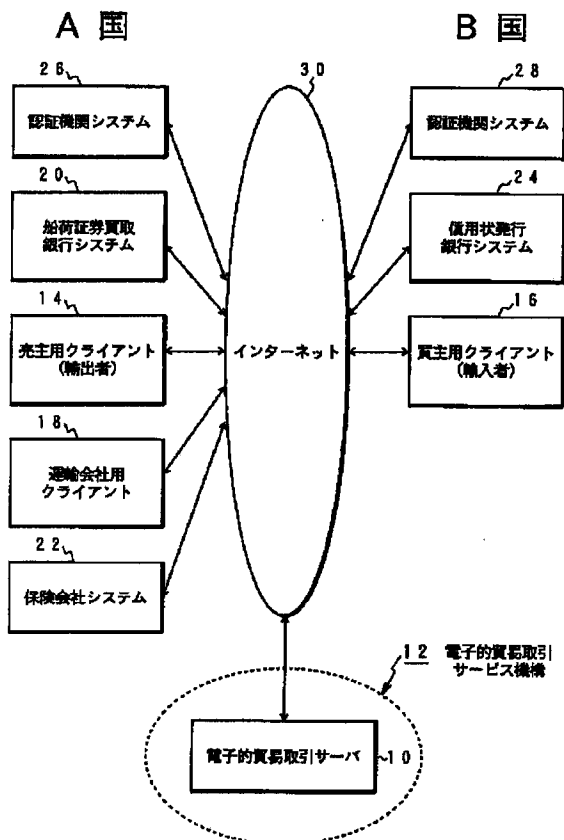 A 国
B 国
26
認証機関システム
20
船荷証券買取
銀行システム
14
売主用クライアント
(輸出者)
18
運輸会社用
クライアント
22
保険会社システム
30
インターネット
28
認証機関システム
24
信用状発行
銀行システム
16
買主用クライアント
(輸入者)
12 電子的貿易取引
サービス機構
電子的貿易取引サーバ
10